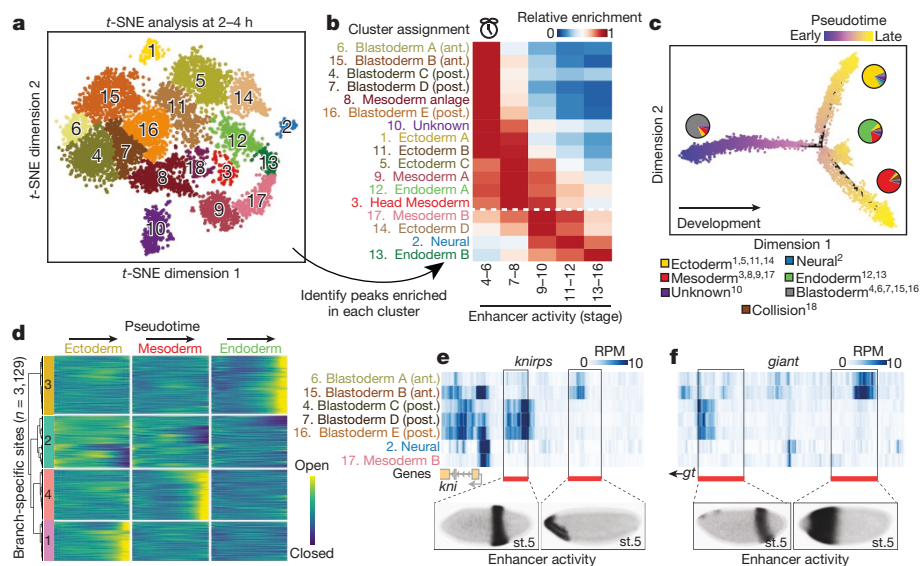 a
t-SNE analysis at 2–4 h
t-SNE dimension 2
1
5
15
11
14
6
16
2
4
7
12
13
18
3
8
17
9
10
t-SNE dimension 1
Identify peaks enriched
in each cluster
b
Cluster assignment
Relative enrichment
0 1
6. Blastoderm A (ant.)
15. Blastoderm B (ant.)
4. Blastoderm C (post.)
7. Blastoderm D (post.)
8. Mesoderm anlage
16. Blastoderm E (post.)
10. Unknown
1. Ectoderm A
11. Ectoderm B
5. Ectoderm C
9. Mesoderm A
12. Endoderm A
3. Head Mesoderm
17. Mesoderm B
14. Ectoderm D
2. Neural
13. Endoderm B
4–6
7–8
9–10
11–12
13–16
Enhancer activity (stage)
c
Pseudotime
Early Late
Dimension 2
Development
Dimension 1
Ectoderm1,5,11,14 Neural2
Mesoderm3,8,9,17 Endoderm12,13
Unknown10 Blastoderm4,6,7,15,16
Collision18
d
Pseudotime
Ectoderm Mesoderm Endoderm
Branch-specific sites (n = 3,129)
3
2
4
1
Open
Closed
e
knirps
RPM
0 10
6. Blastoderm A (ant.)
15. Blastoderm B (ant.)
4. Blastoderm C (post.)
7. Blastoderm D (post.)
16. Blastoderm E (post.)
2. Neural
17. Mesoderm B
Genes
kni
st.5
st.5
Enhancer activity
f
giant
RPM
0 10
gt
st.5
st.5
Enhancer activity